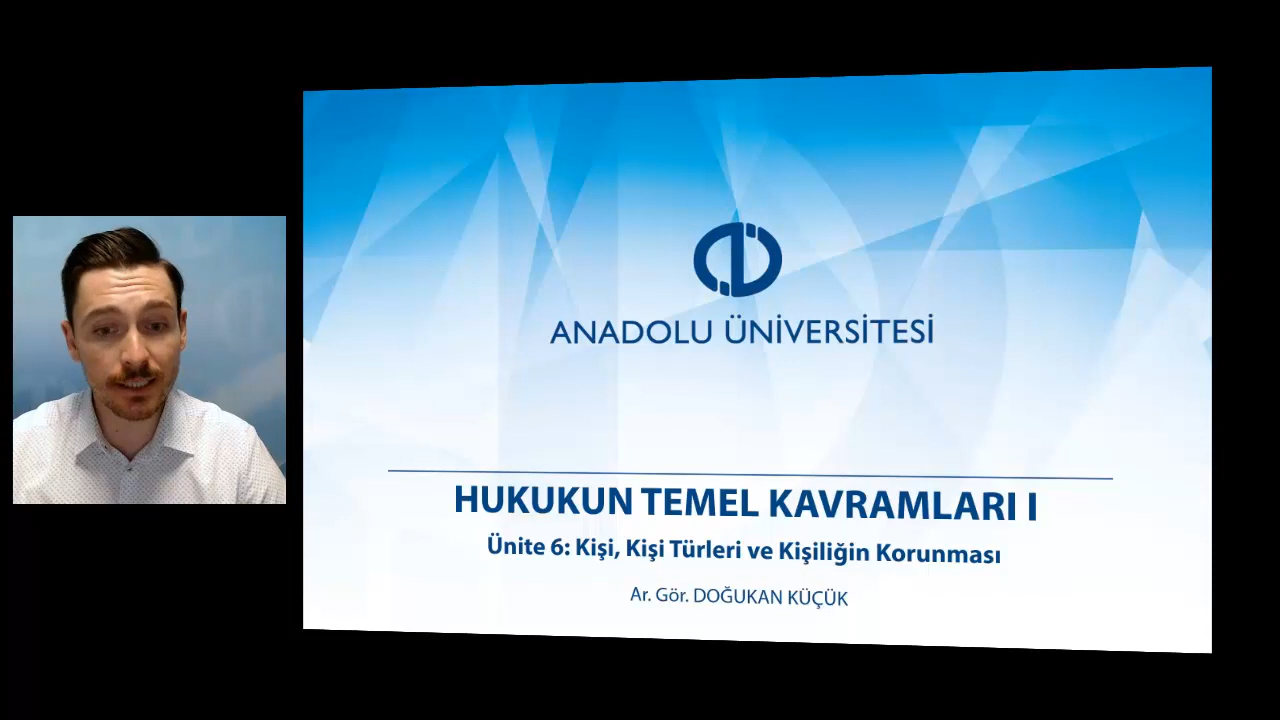 ANADOLU ÜNİVERSİTESİ
HUKUKUN TEMEL KAVRAMLARI I
Ünite 6: Kişi, Kişi Türleri ve Kişiliğin Korunması
Ar. Gör. DOĞUKAN KÜÇÜK